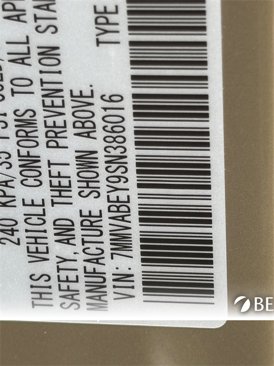 240 KPA/35 PSI COLD
THIS VEHICLE CONFORMS TO ALL AP
SAFETY, AND THEFT PREVENTION STA
MANUFACTURE SHOWN ABOVE.
VIN: 7MMVABEY9SN386016 TYPE
BE